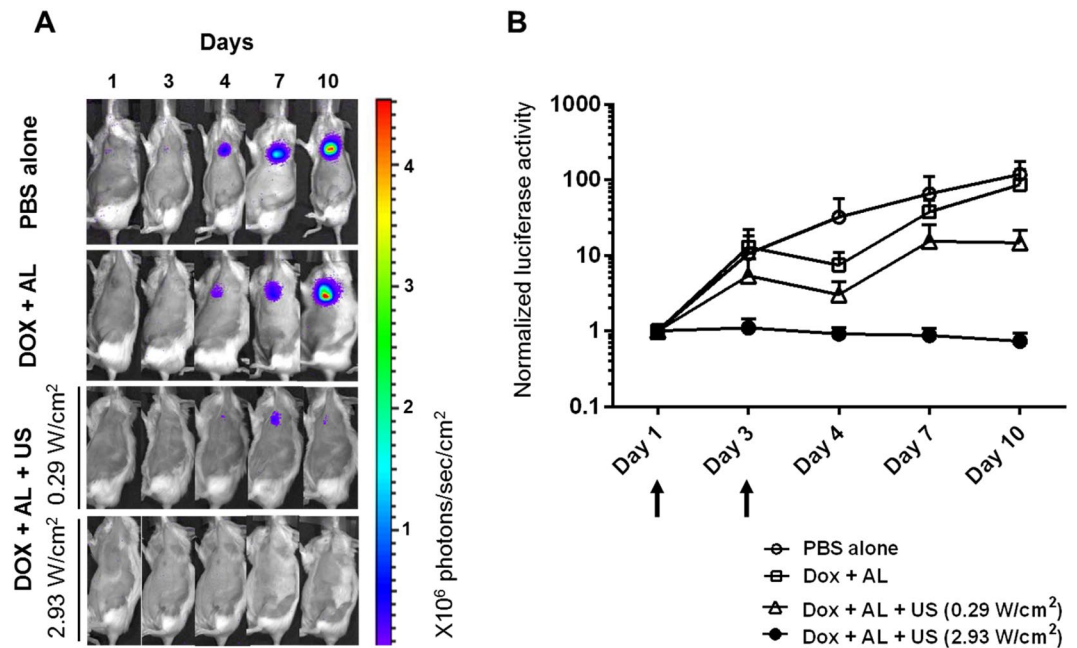 A
Days
1 3 4 7 10
PBS alone
DOX + AL
DOX + AL + US
0.29 W/cm²
2.93 W/cm²
4
3
2
1
X10⁶ photons/sec/cm²
B
Normalized luciferase activity
1000
100
10
1
0.1
Day 1
Day 3
Day 4
Day 7
Day 10
PBS alone
Dox + AL
Dox + AL + US (0.29 W/cm²)
Dox + AL + US (2.93 W/cm²)